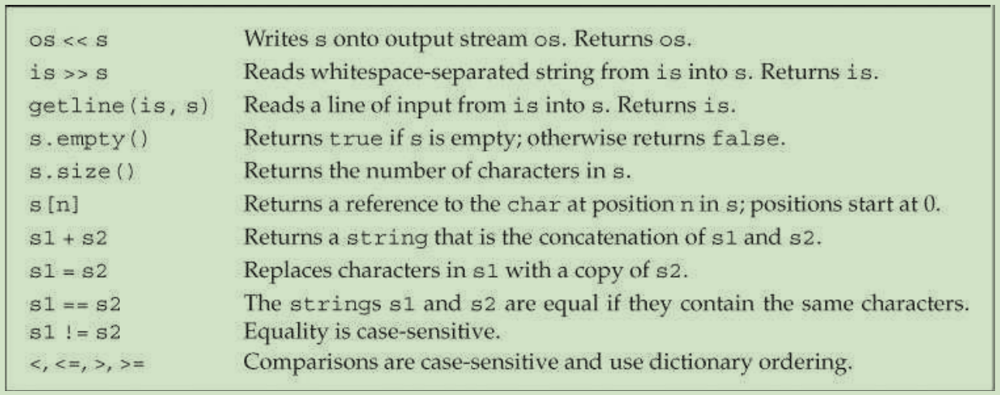 os << s Writes s onto output stream os. Returns os.
is >> s Reads whitespace-separated string from is into s. Returns is.
getline(is, s) Reads a line of input from is into s. Returns is.
s.empty() Returns true if s is empty; otherwise returns false.
s.size() Returns the number of characters in s.
s[n] Returns a reference to the char at position n in s; positions start at 0.
s1 + s2 Returns a string that is the concatenation of s1 and s2.
s1 = s2 Replaces characters in s1 with a copy of s2.
s1 == s2 The strings s1 and s2 are equal if they contain the same characters.
s1 != s2 Equality is case-sensitive.
<, <=, >, >= Comparisons are case-sensitive and use dictionary ordering.